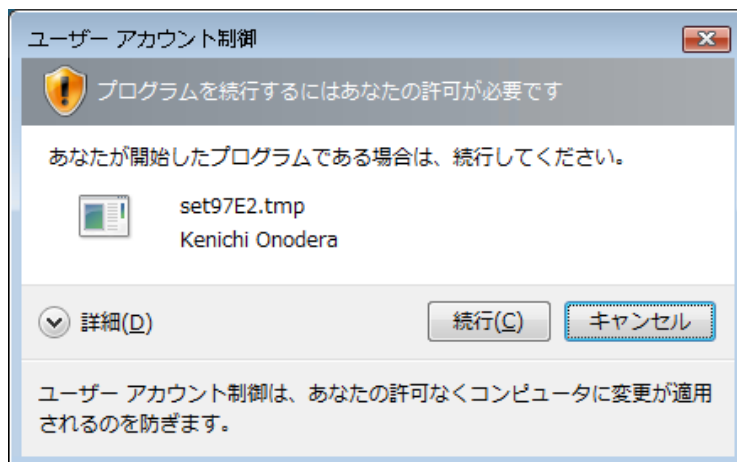 ユーザー アカウント制御
プログラムを続行するにはあなたの許可が必要です
あなたが開始したプログラムである場合は、続行してください。
set97E2.tmp
Kenichi Onodera
詳細(D)
続行(C)
キャンセル
ユーザー アカウント制御は、あなたの許可なくコンピュータに変更が適用
されるのを防ぎます。